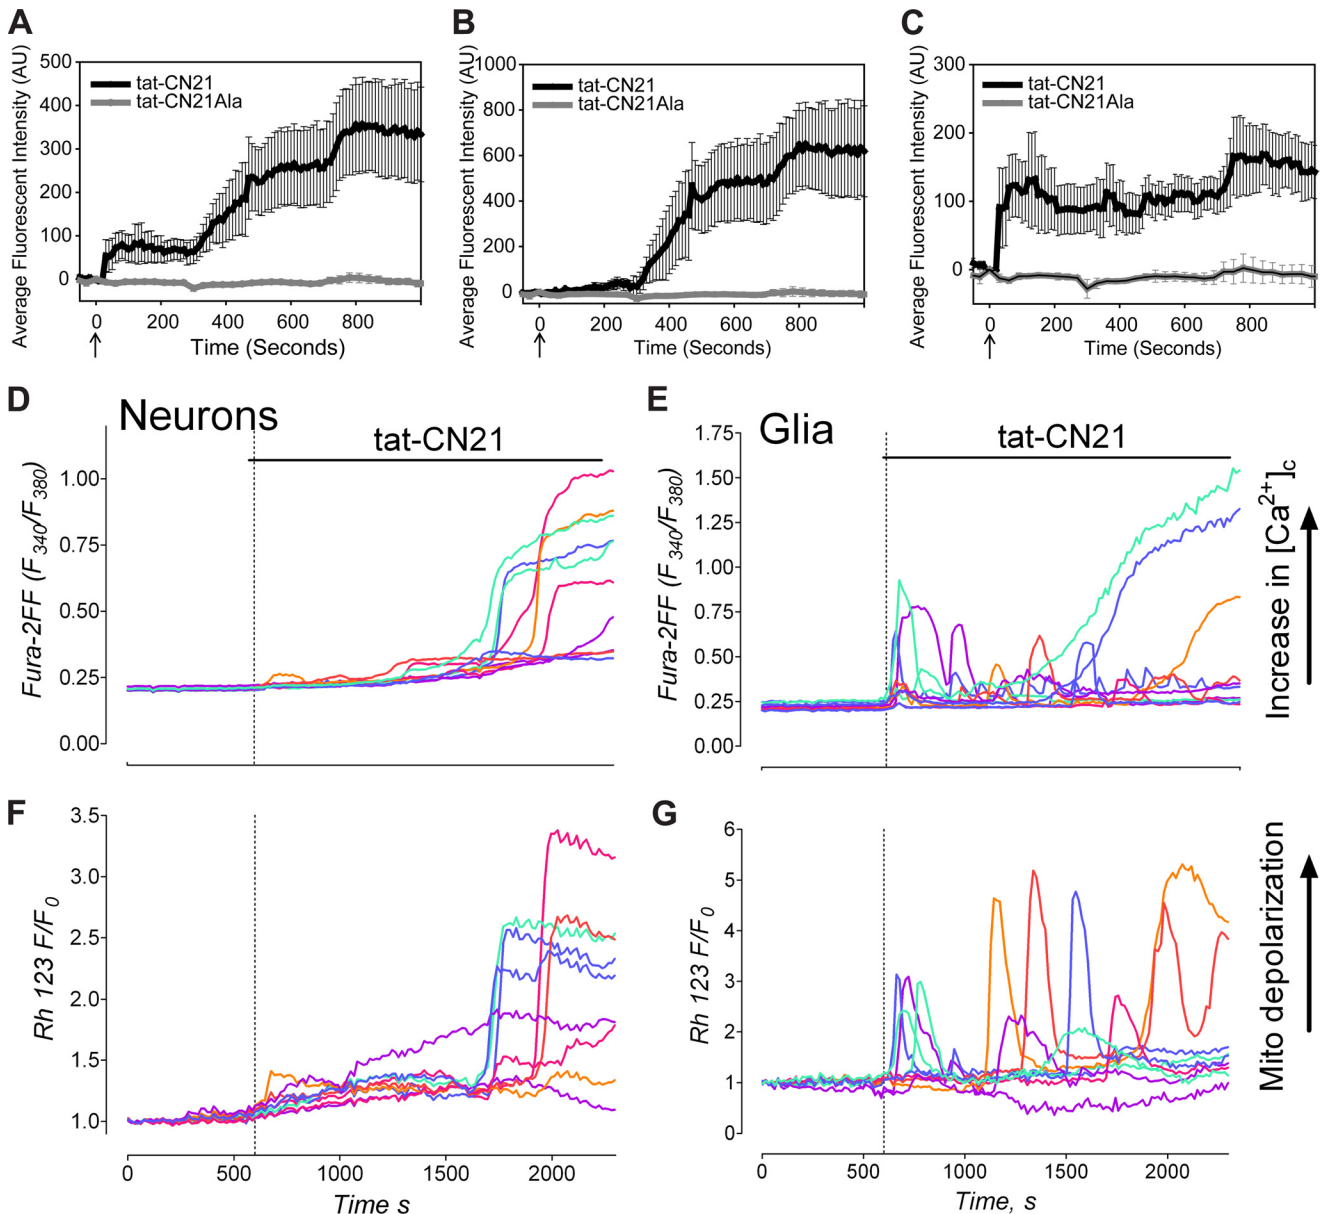 A
Average Fluorescent Intensity (AU)
500
400
300
200
100
0
tat-CN21
tat-CN21Ala
0 200 400 600 800
Time (Seconds)
B
Average Fluorescent Intensity (AU)
1000
800
600
400
200
0
tat-CN21
tat-CN21Ala
0 200 400 600 800
Time (Seconds)
C
Average Fluorescent Intensity (AU)
300
200
100
0
tat-CN21
tat-CN21Ala
0 200 400 600 800
Time (Seconds)
D
Neurons
tat-CN21
Fura-2FF (F340/F380)
1.00
0.75
0.50
0.25
0.00
E
Glia
tat-CN21
Fura-2FF (F340/F380)
1.75
1.50
1.25
1.00
0.75
0.50
0.25
0.00
Increase in [Ca2+]c
F
Rh 123 F/F0
3.5
3.0
2.5
2.0
1.5
1.0
0 500 1000 1500 2000
Time s
G
Rh 123 F/F0
6
5
4
3
2
1
0
0 500 1000 1500 2000
Time, s
Mito depolarization